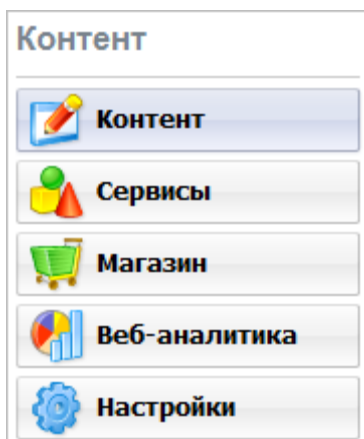 Контент
Контент
Сервисы
Магазин
Веб-аналитика
Настройки